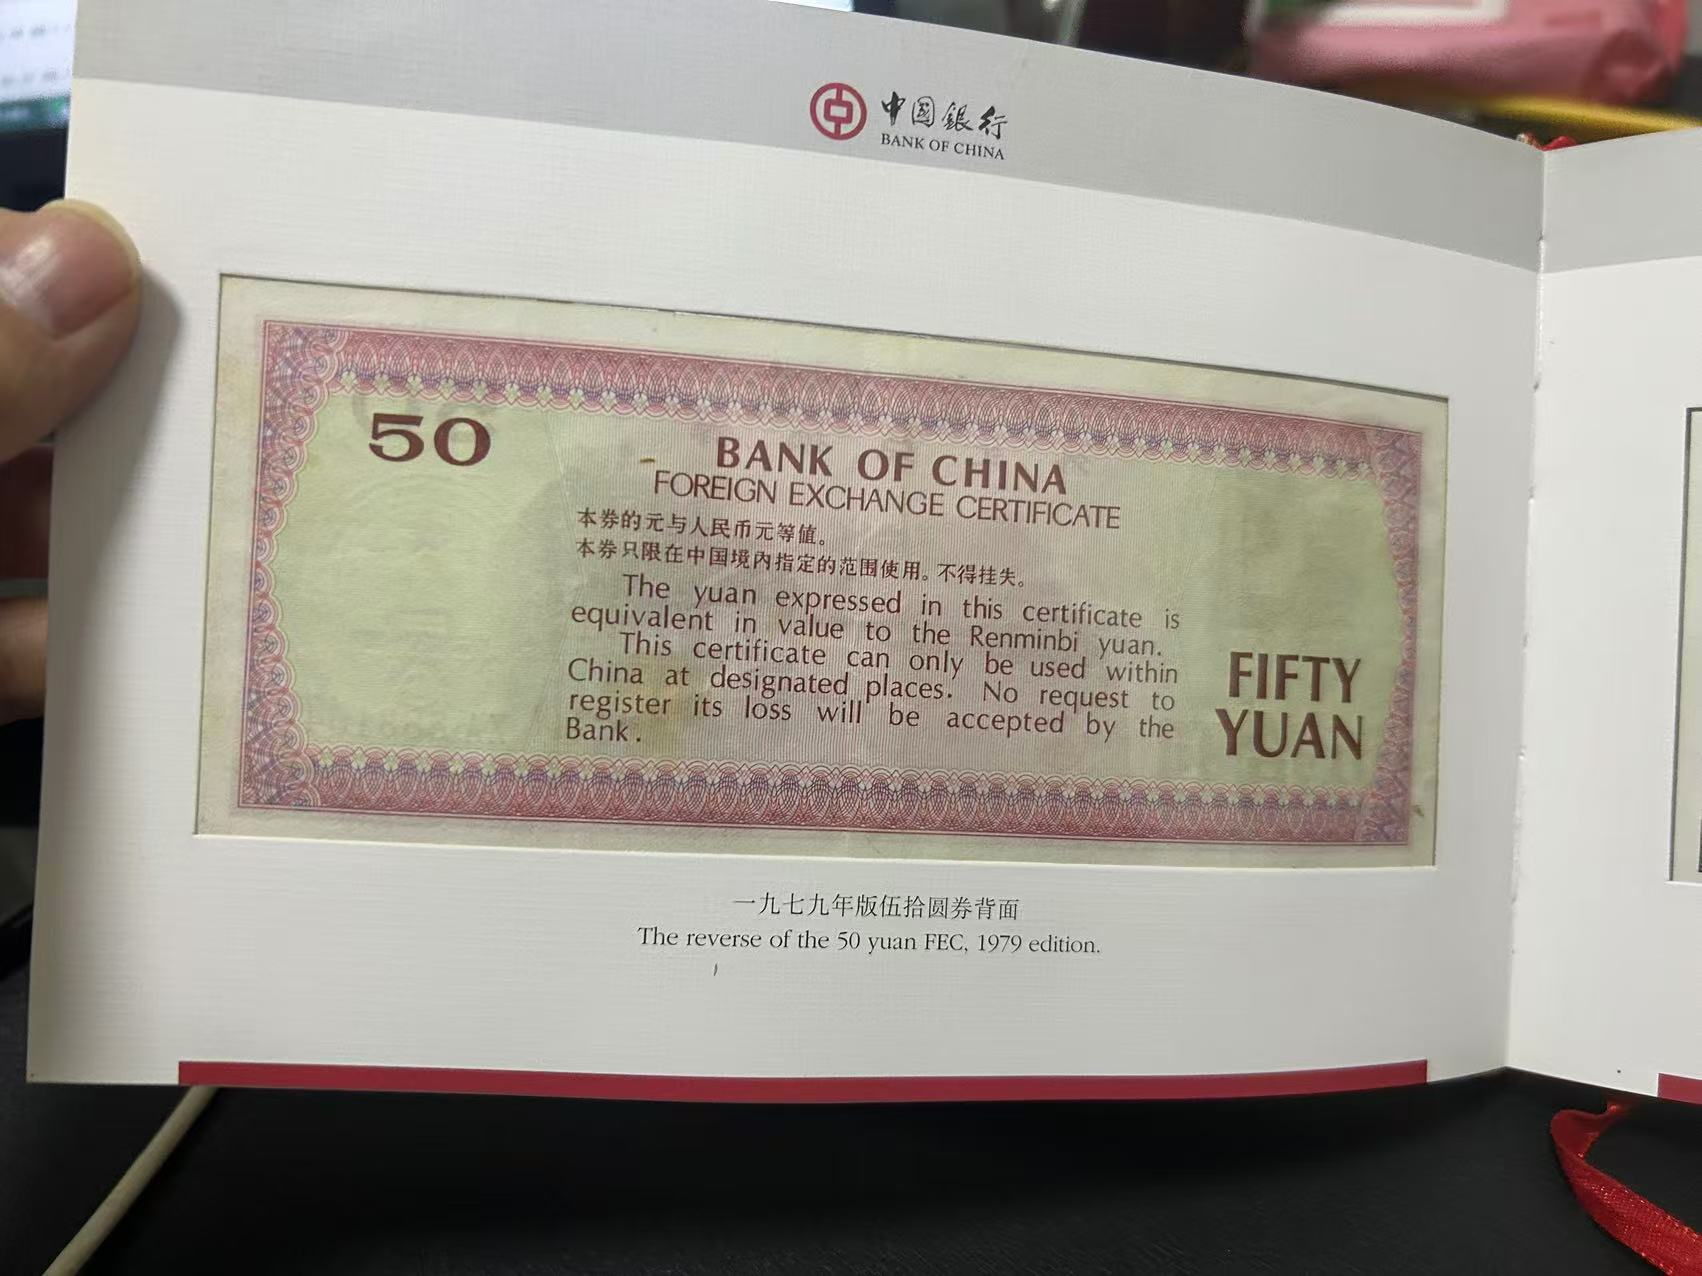 中国銀行
BANK OF CHINA
50
BANK OF CHINA
FOREIGN EXCHANGE CERTIFICATE
本券的元与人民币元等值。
本券只限在中国境内指定的范围使用。不得挂失。
The yuan expressed in this certificate is
equivalent in value to the Renminbi yuan.
This certificate can only be used within
China at designated places. No request to
register its loss will be accepted by the
Bank.
FIFTY
YUAN
一九七九年版伍拾圆券背面
The reverse of the 50 yuan FEC, 1979 edition.